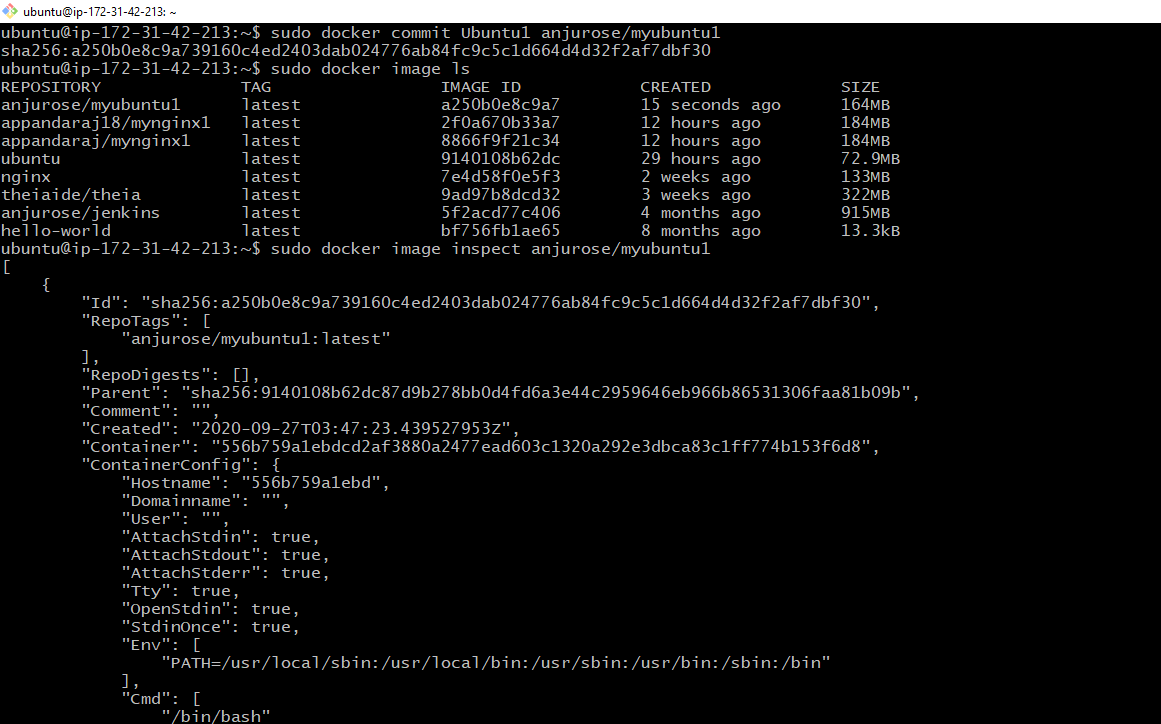 ubuntu@ip-172-31-42-213: ~
ubuntu@ip-172-31-42-213:~$ sudo docker commit Ubuntu1 anjurose/myubuntu1
sha256:a250b0e8c9a739160c4ed2403dab024776ab84fc9c5c1d664d4d32f2af7dbf30
ubuntu@ip-172-31-42-213:~$ sudo docker image ls
REPOSITORY TAG IMAGE ID CREATED SIZE
anjurose/myubuntu1 latest a250b0e8c9a7 15 seconds ago 164MB
appandaraj18/mynginx1 latest 2f0a670b33a7 12 hours ago 184MB
appandaraj/mynginx1 latest 8866f9f21c34 12 hours ago 184MB
ubuntu latest 9140108b62dc 29 hours ago 72.9MB
nginx latest 7e4d58f0e5f3 2 weeks ago 133MB
theiaide/theia latest 9ad97b8dcd32 3 weeks ago 322MB
anjurose/jenkins latest 5f2acd77c406 4 months ago 915MB
hello-world latest bf756fb1ae65 8 months ago 13.3kB
ubuntu@ip-172-31-42-213:~$ sudo docker image inspect anjurose/myubuntu1
[
{
"Id": "sha256:a250b0e8c9a739160c4ed2403dab024776ab84fc9c5c1d664d4d32f2af7dbf30",
"RepoTags": [
"anjurose/myubuntu1:latest"
],
"RepoDigests": [],
"Parent": "sha256:9140108b62dc87d9b278bb0d4fd6a3e44c2959646eb966b86531306faa81b09b",
"Comment": "",
"Created": "2020-09-27T03:47:23.439527953Z",
"Container": "556b759a1ebdcd2af3880a2477ead603c1320a292e3dbca83c1ff774b153f6d8",
"ContainerConfig": {
"Hostname": "556b759a1ebd",
"Domainname": "",
"User": "",
"AttachStdin": true,
"AttachStdout": true,
"AttachStderr": true,
"Tty": true,
"OpenStdin": true,
"StdinOnce": true,
"Env": [
"PATH=/usr/local/sbin:/usr/local/bin:/usr/sbin:/usr/bin:/sbin:/bin"
],
"Cmd": [
"/bin/bash"